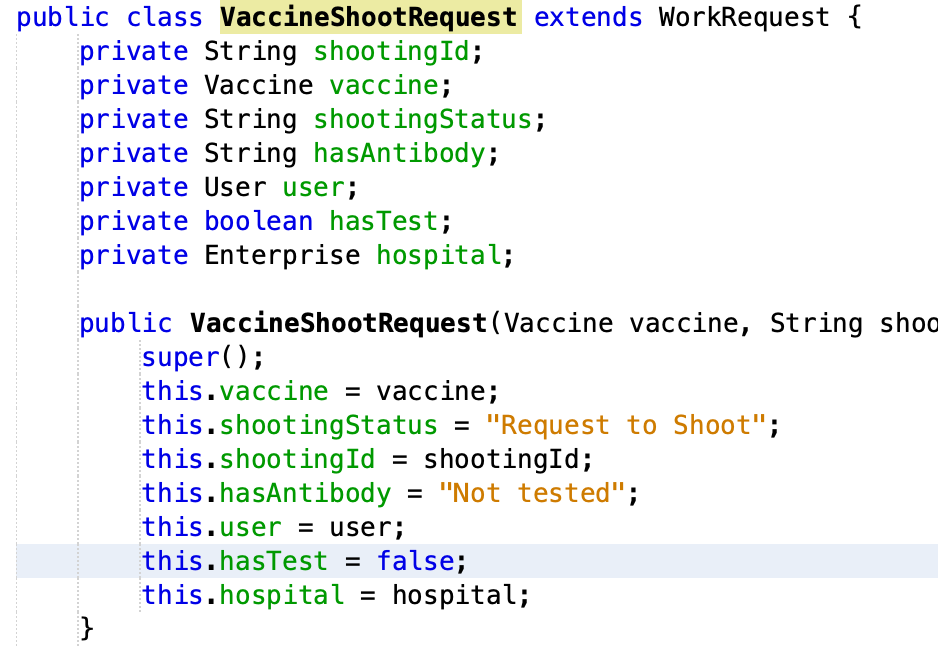 public class VaccineShootRequest extends WorkRequest {
private String shootingId;
private Vaccine vaccine;
private String shootingStatus;
private String hasAntibody;
private User user;
private boolean hasTest;
private Enterprise hospital;
public VaccineShootRequest(Vaccine vaccine, String shoo
super();
this.vaccine = vaccine;
this.shootingStatus = "Request to Shoot";
this.shootingId = shootingId;
this.hasAntibody = "Not tested";
this.user = user;
this.hasTest = false;
this.hospital = hospital;
}